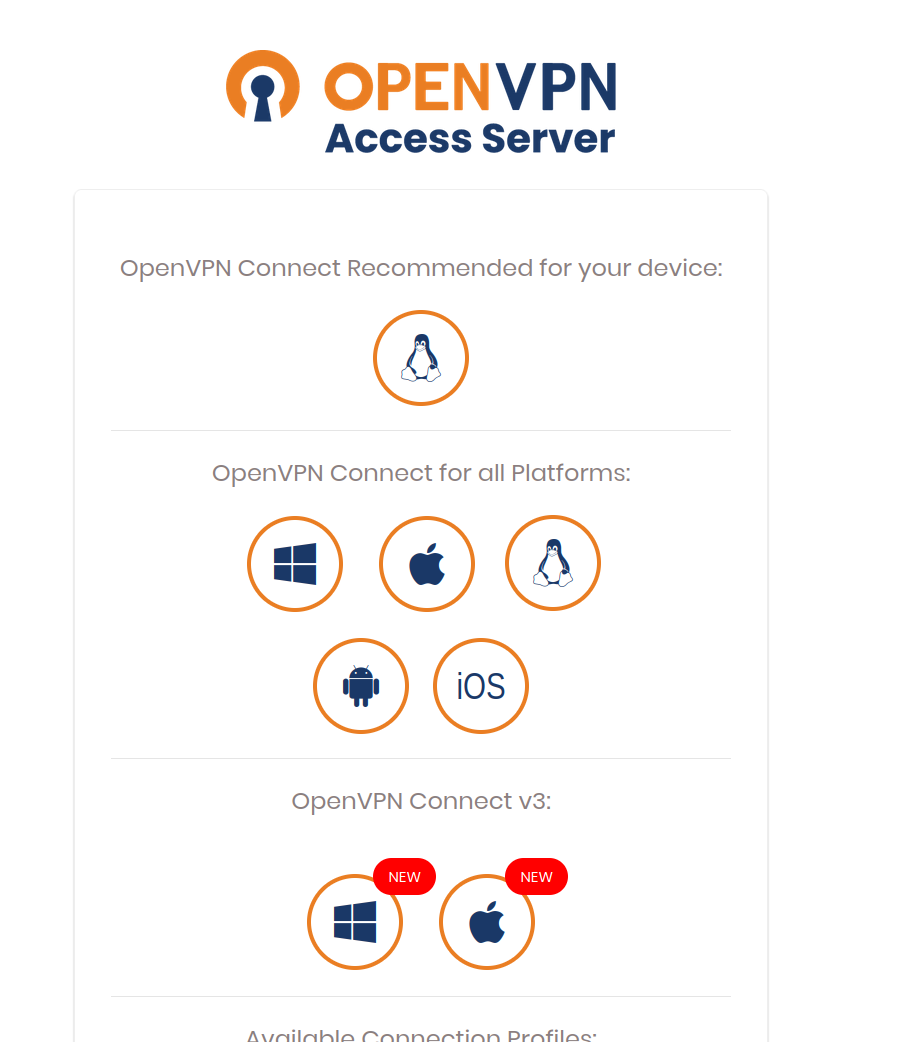 OPENVPN
Access Server
OpenVPN Connect Recommended for your device:
OpenVPN Connect for all Platforms:
iOS
OpenVPN Connect v3:
NEW NEW
Available Connection Profiles: